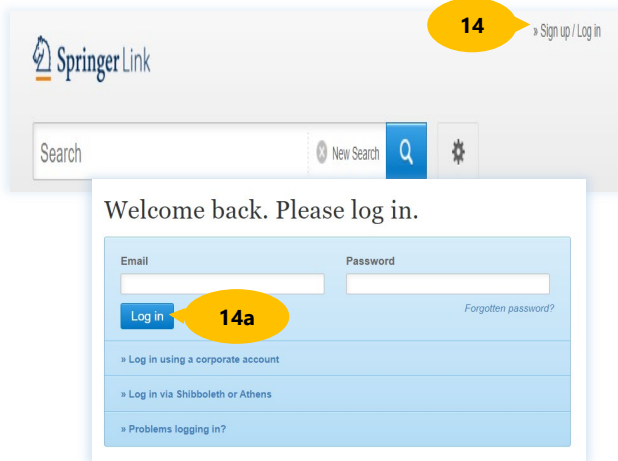 14
» Sign up / Log in
Springer Link
Search
New Search
Welcome back. Please log in.
Email Password
Log in 14a Forgotten password?
» Log in using a corporate account
» Log in via Shibboleth or Athens
» Problems logging in?